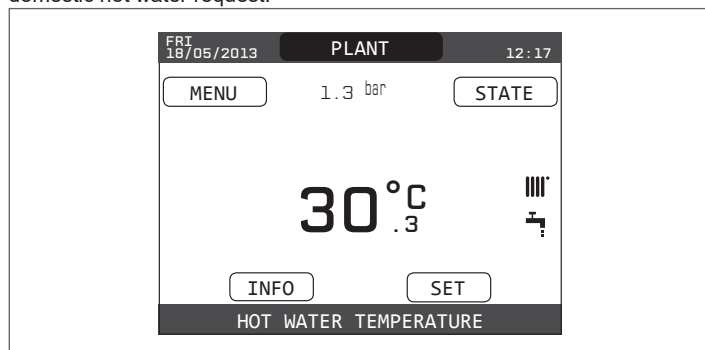 domestic hot water request.
FRI
18/05/2013 PLANT 12:17
MENU 1.3 bar STATE
30.3 °C
INFO SET
HOT WATER TEMPERATURE